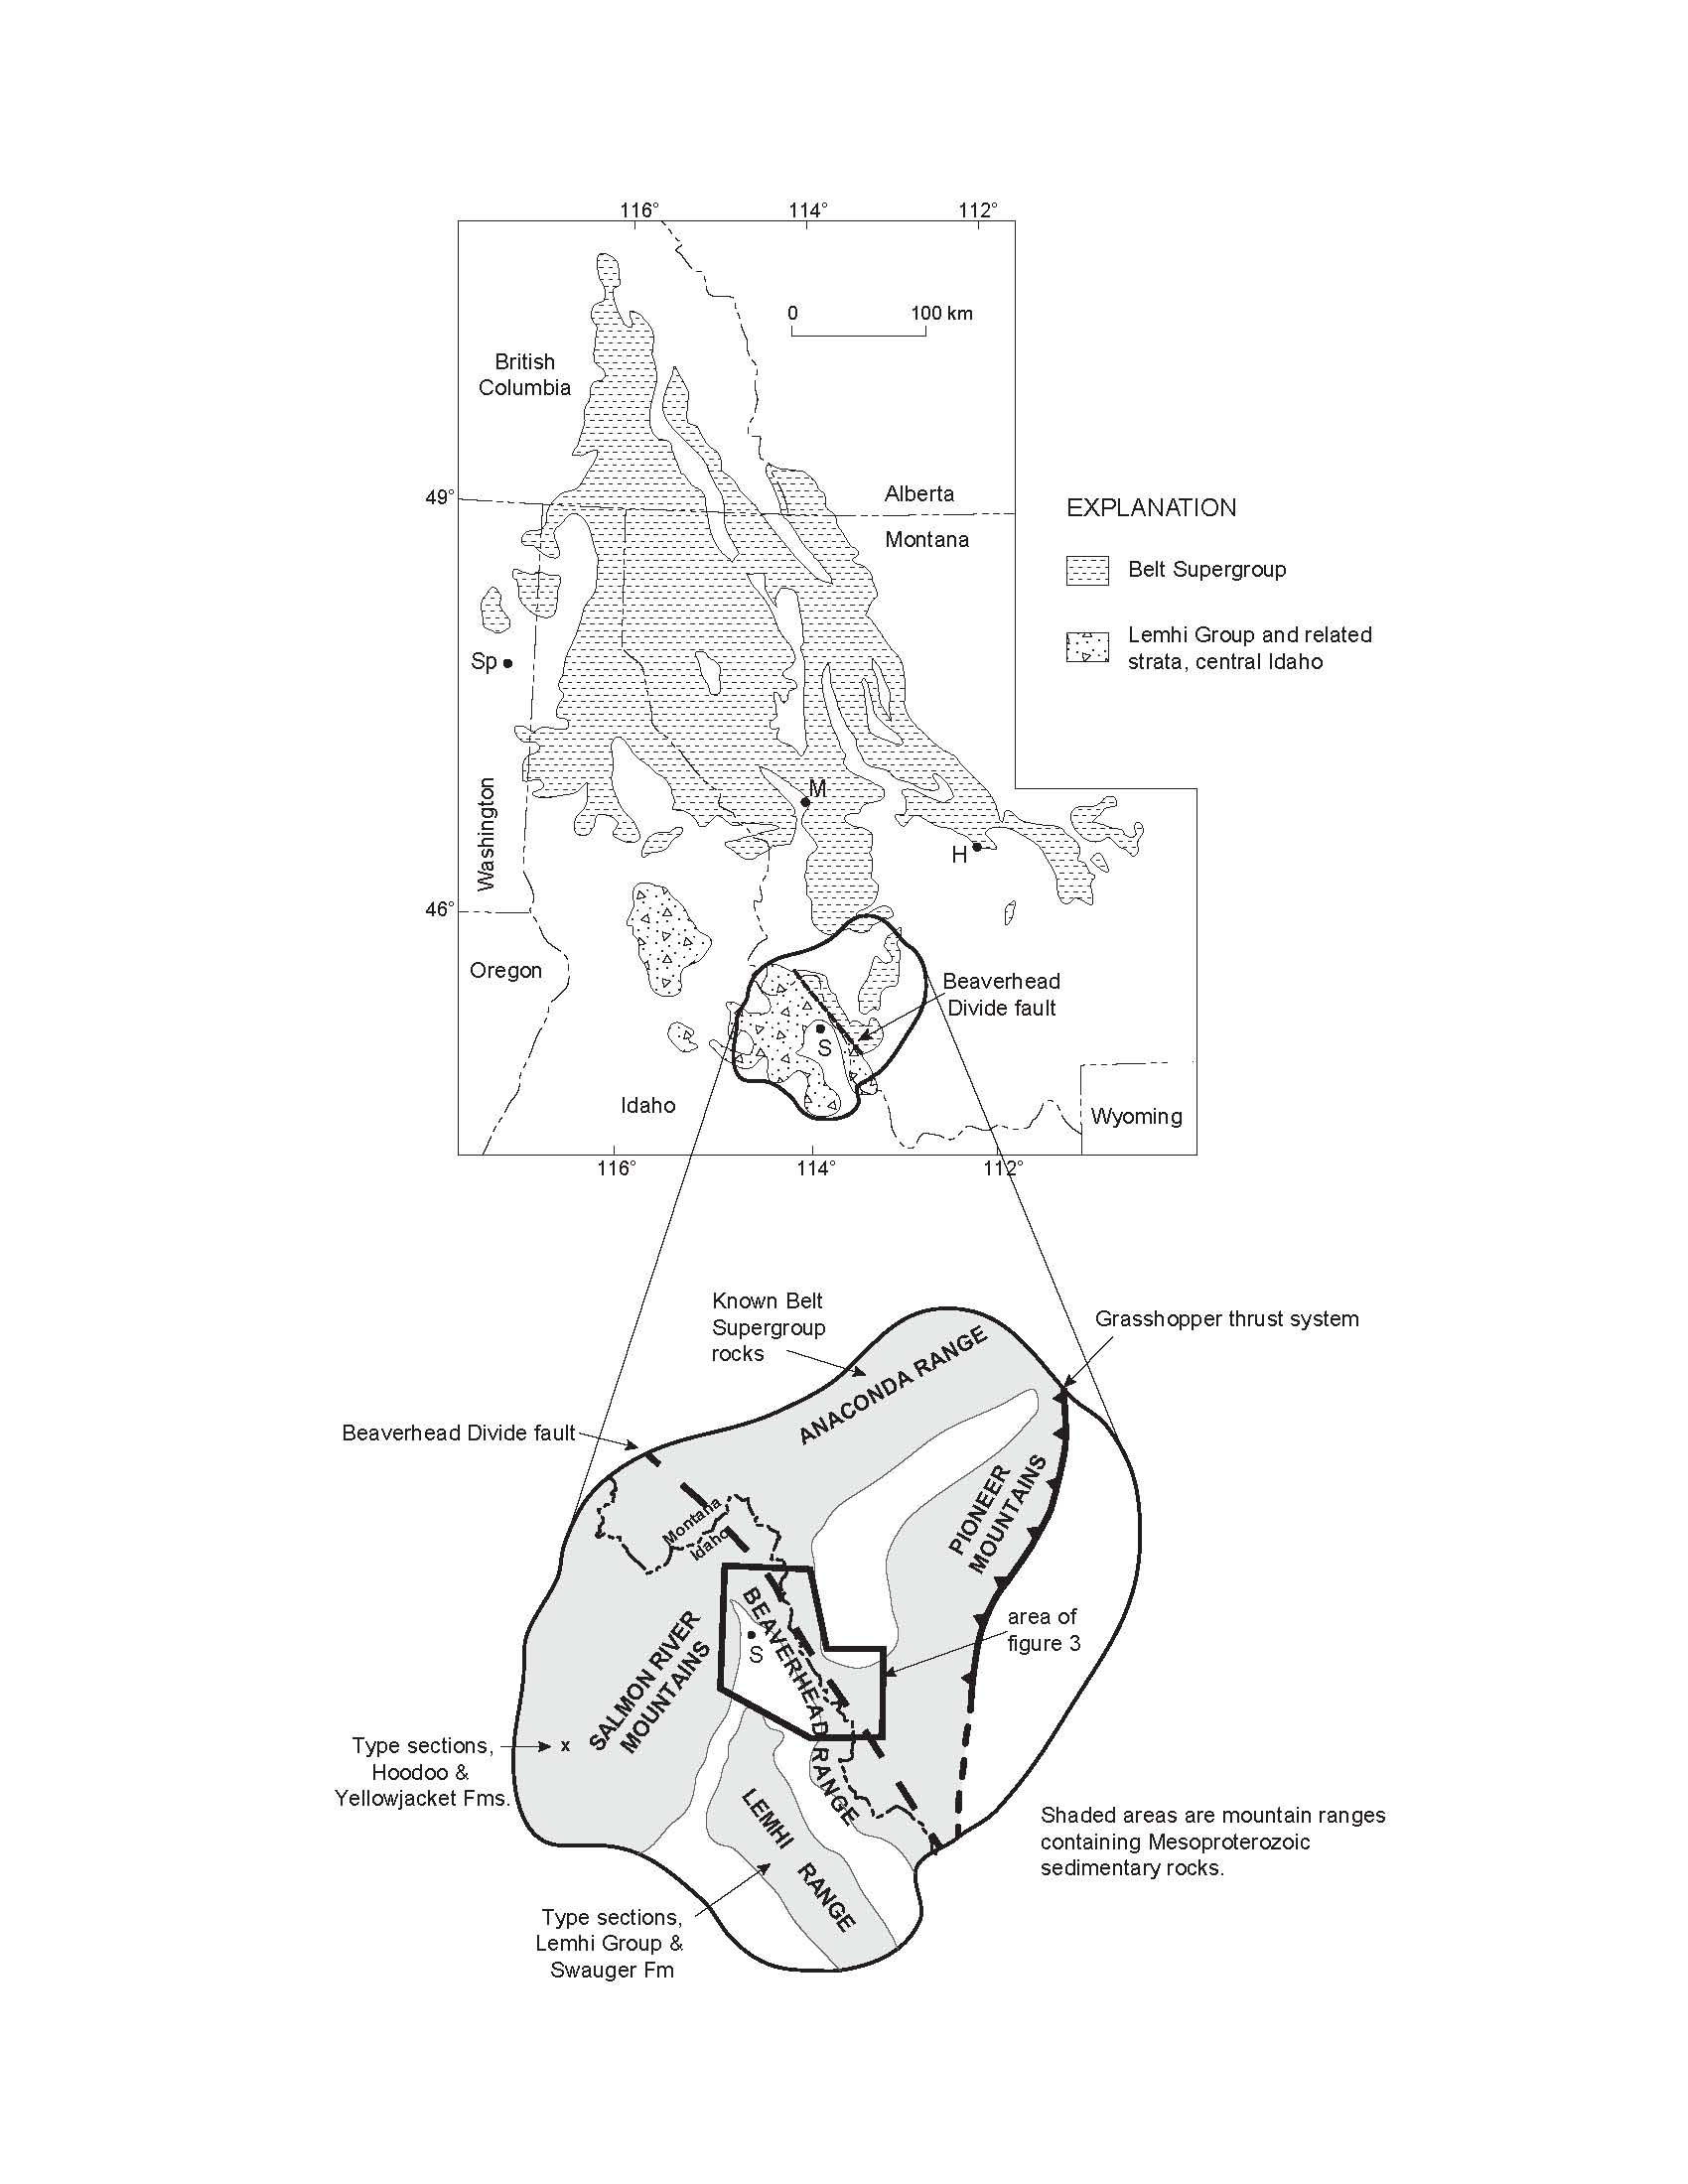 116°
114°
112°
0
100 km
British
Columbia
49°
Alberta
Montana
EXPLANATION
Belt Supergroup
Lemhi Group and related
strata, central Idaho
Sp
M
Washington
H
46°
Oregon
Beaverhead
Divide fault
S
Idaho
Wyoming
116°
114°
112°
Known Belt
Supergroup
rocks
Grasshopper thrust system
ANACONDA RANGE
Beaverhead Divide fault
PIONEER
MOUNTAINS
Montana
Idaho
BEAVERHEAD RANGE
area of
figure 3
S
SALMON RIVER
MOUNTAINS
Type sections,
Hoodoo &
Yellowjacket Fms.
x
LEMHI RANGE
Shaded areas are mountain ranges
containing Mesoproterozoic
sedimentary rocks.
Type sections,
Lemhi Group &
Swauger Fm